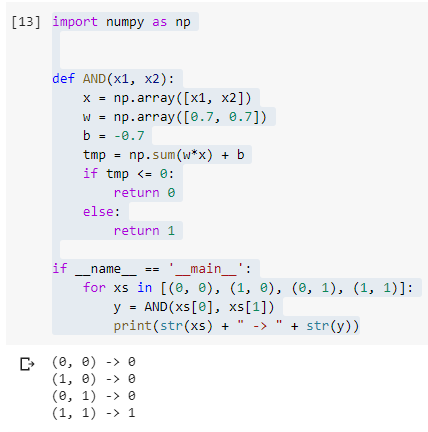 [13] import numpy as np
def AND(x1, x2):
    x = np.array([x1, x2])
    w = np.array([0.7, 0.7])
    b = -0.7
    tmp = np.sum(w*x) + b
    if tmp <= 0:
        return 0
    else:
        return 1
if __name__ == '__main__':
    for xs in [(0, 0), (1, 0), (0, 1), (1, 1)]:
        y = AND(xs[0], xs[1])
        print(str(xs) + " -> " + str(y))
(0, 0) -> 0
(1, 0) -> 0
(0, 1) -> 0
(1, 1) -> 1